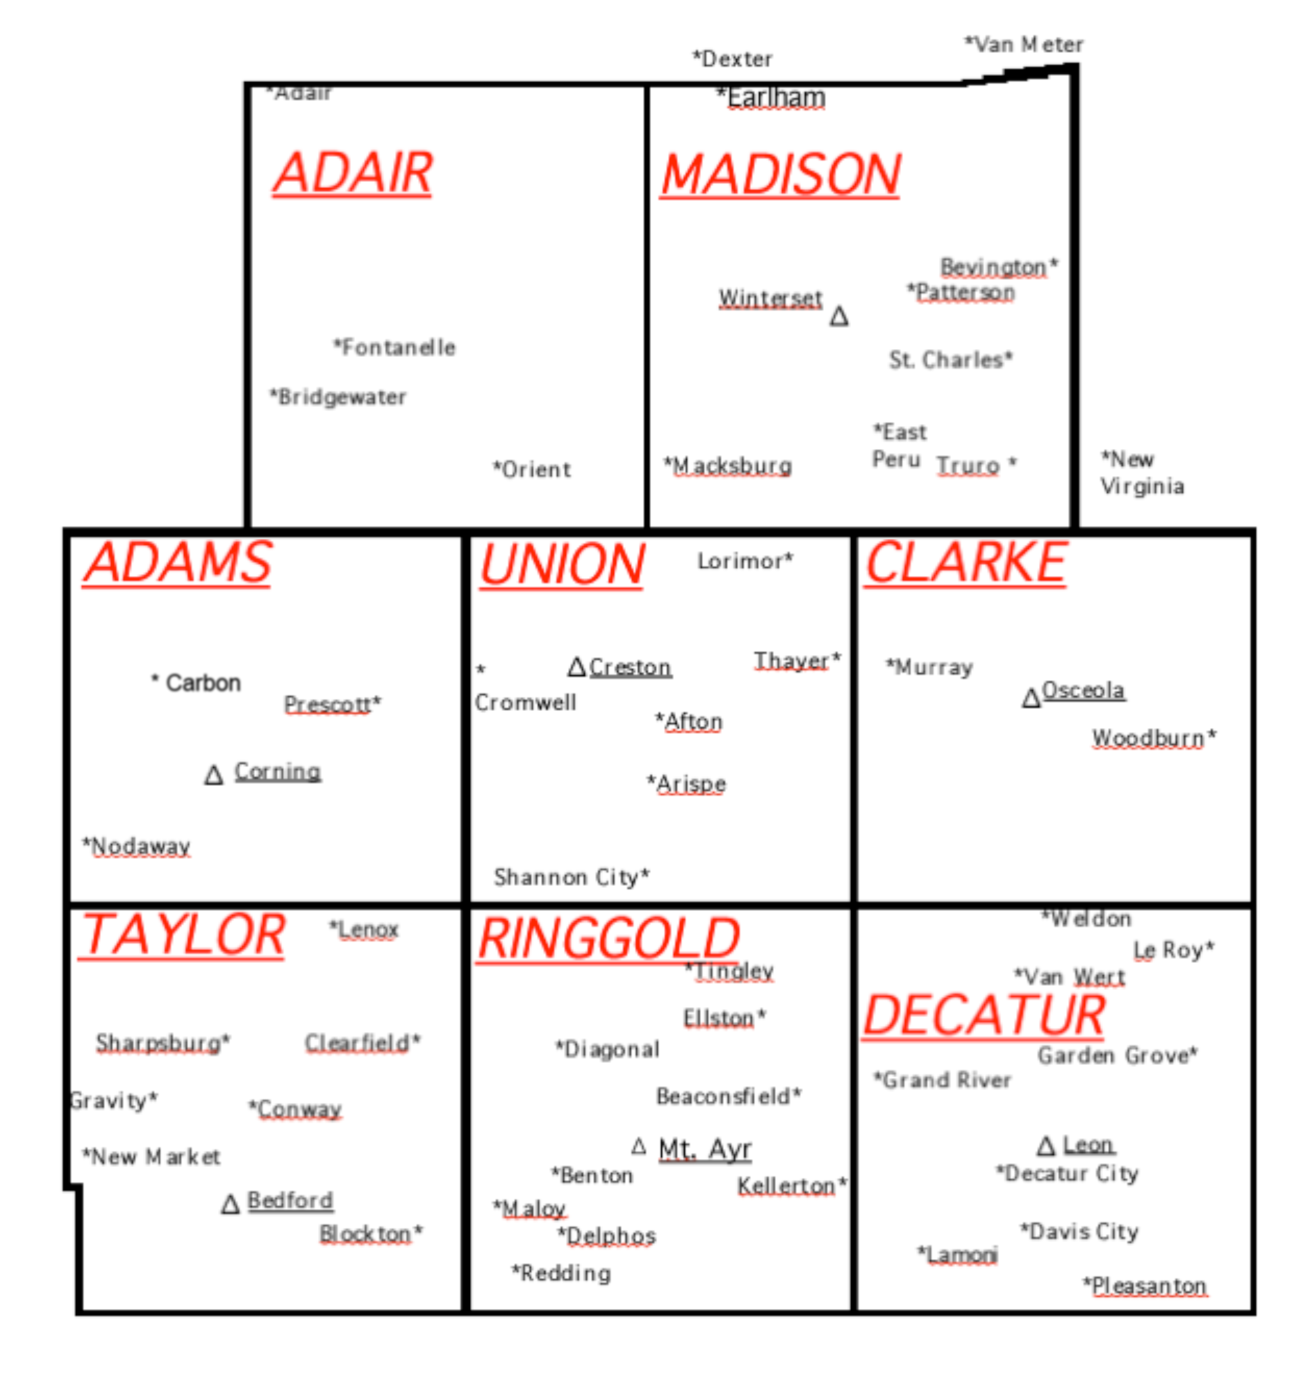 *Van Meter
*Dexter
*Adair
*Earlham
ADAIR
MADISON
Bevington*
*Patterson
Winterset
Δ
*Fontanelle
St. Charles*
*Bridgewater
*East
Peru
*Orient
*Macksburg
Truro *
*New
Virginia
ADAMS
UNION
Lorimor*
CLARKE
* Carbon
Prescott*
*
Cromwell
Δ Creston
Thayer*
*Murray
Δ Osceola
*Afton
Woodburn*
Δ Corning
*Arispe
*Nodaway
Shannon City*
TAYLOR
*Lenox
RINGGOLD
*Weldon
*Tingley
Le Roy*
*Van Wert
DECATUR
Ellston*
Sharpsburg*
Clearfield*
*Diagonal
Garden Grove*
*Grand River
Gravity*
*Conway
Beaconsfield*
*New Market
Δ Mt. Ayr
Δ Leon
*Benton
Kellerton*
*Decatur City
Δ Bedford
*Maloy
Blockton*
*Delphos
*Davis City
*Redding
*Lamoni
*Pleasanton